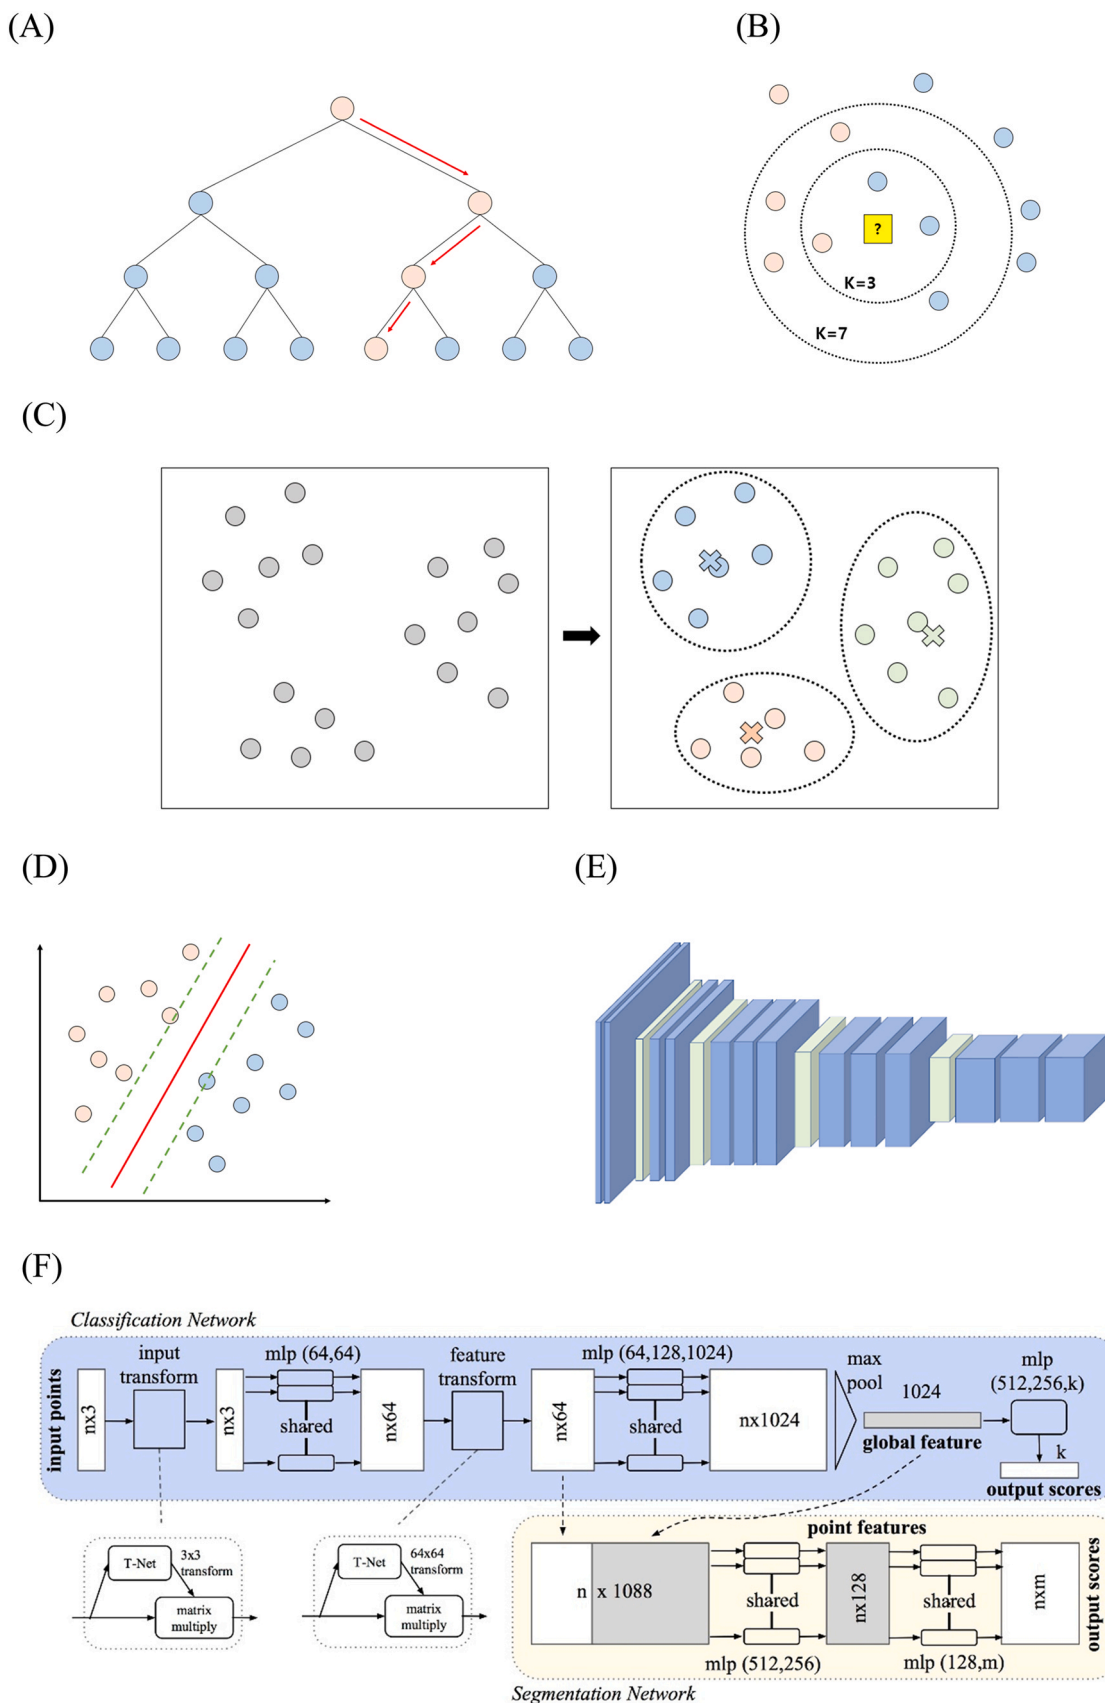 (A)
(B)
?
K=3
K=7
(C)
(D)
(E)
(F)
Classification Network
input points
nx3
input
transform
nx3
mlp (64,64)
shared
nx64
feature
transform
nx64
mlp (64,128,1024)
shared
nx1024
max
pool
1024
global feature
mlp
(512,256,k)
k
output scores
T-Net
3x3
transform
matrix
multiply
T-Net
64x64
transform
matrix
multiply
point features
n x 1088
shared
mlp (512,256)
nx128
shared
mlp (128,m)
nxm
output scores
Segmentation Network